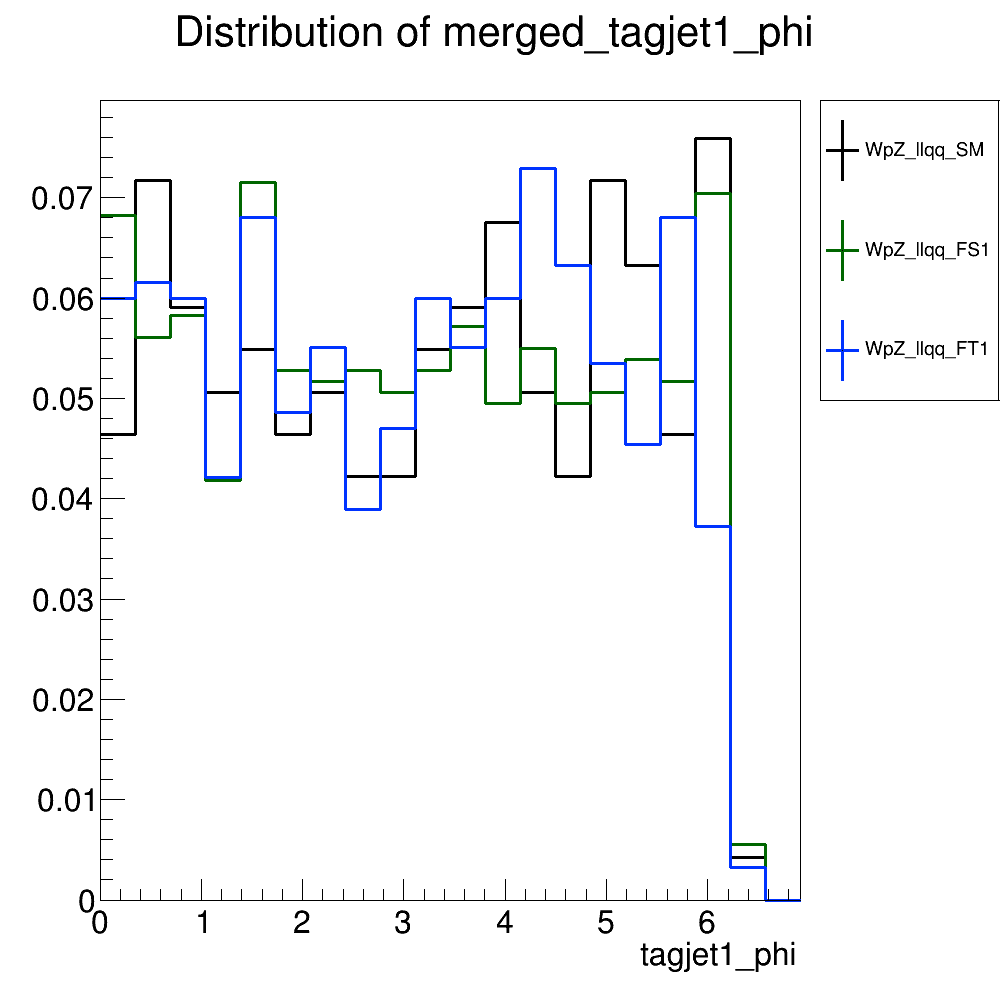 Distribution of merged_tagjet1_phi
WpZ_llqq_SM
WpZ_llqq_FS1
WpZ_llqq_FT1
0.07
0.06
0.05
0.04
0.03
0.02
0.01
0
0 1 2 3 4 5 6
tagjet1_phi